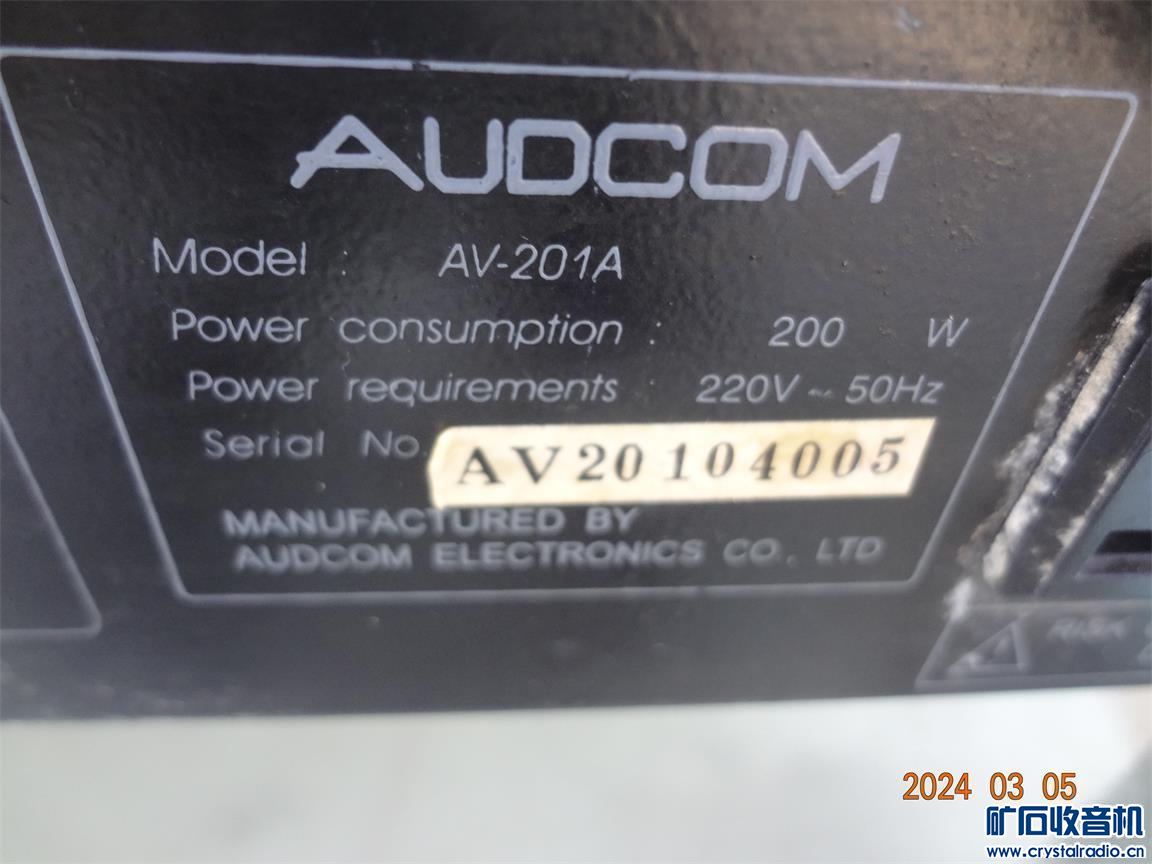 AUDCOM
Model : AV-201A
Power consumption : 200 W
Power requirements : 220V ~ 50Hz
Serial No. AV20104005
MANUFACTURED BY
AUDCOM ELECTRONICS CO., LTD
RISK
2024 03 05
矿石收音机
www.crystalradio.cn